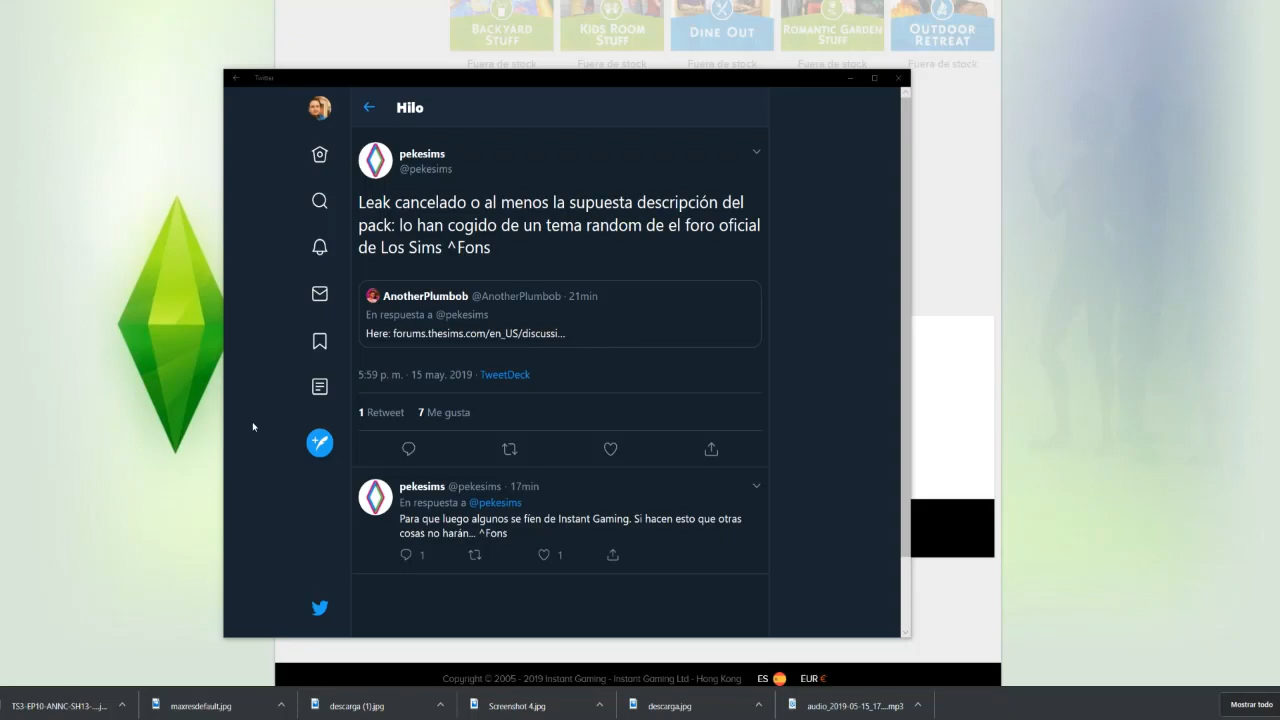 BACKYARD
STUFF
KIDS ROOM
STUFF
DINE OUT
ROMANTIC GARDEN
STUFF
OUTDOOR
RETREAT
Fuera de stock
Fuera de stock
Fuera de stock
Fuera de stock
Fuera de stock
Twitter
Hilo
pekesims
@pekesims
Leak cancelado o al menos la supuesta descripción del
pack: lo han cogido de un tema random de el foro oficial
de Los Sims ^Fons
AnotherPlumbob @AnotherPlumbob · 21min
En respuesta a @pekesims
Here: forums.thesims.com/en_US/discussi...
5:59 p. m. · 15 may. 2019 · TweetDeck
1 Retweet 7 Me gusta
pekesims @pekesims · 17min
En respuesta a @pekesims
Para que luego algunos se fíen de Instant Gaming. Si hacen esto que otras
cosas no harán... ^Fons
1 1
Copyright © 2005 - 2019 Instant Gaming - Instant Gaming Ltd - Hong Kong ES EUR €
TS3-EP10-ANNC-SH13-....j... maxresdefault.jpg descarga (1).jpg Screenshot 4.jpg descarga.jpg audio_2019-05-15_17....mp3 Mostrar todo